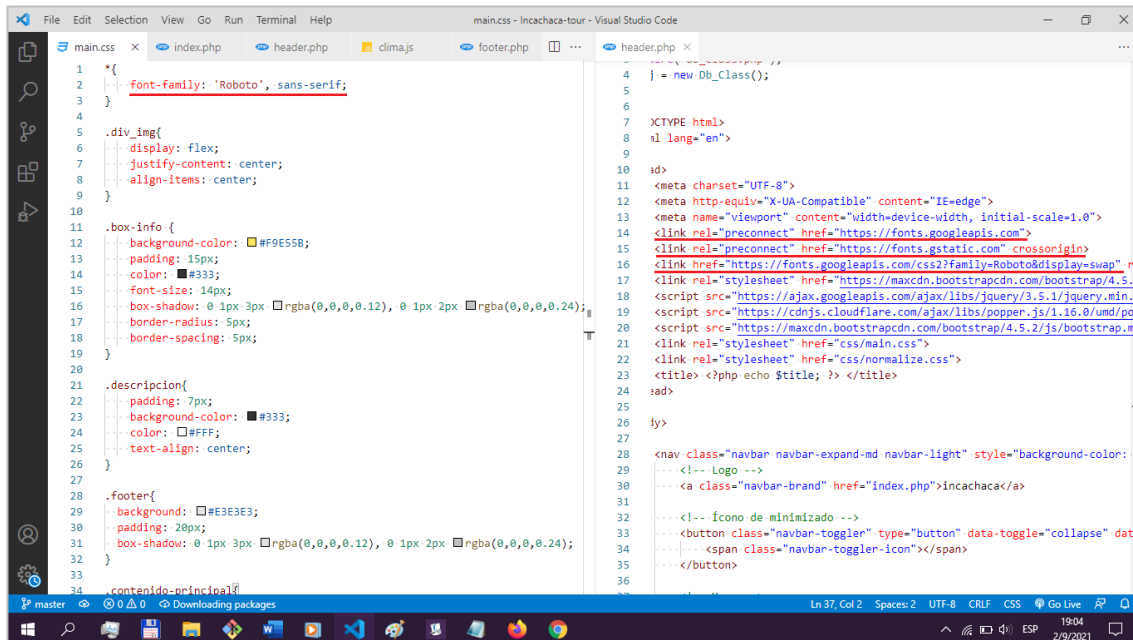 File Edit Selection View Go Run Terminal Help main.css - Incachaca-tour - Visual Studio Code
main.css index.php header.php clima.js footer.php
1 *{
2 font-family: 'Roboto', sans-serif;
3 }
4
5 .div_img{
6 display: flex;
7 justify-content: center;
8 align-items: center;
9 }
10
11 .box-info {
12 background-color: #F9E55B;
13 padding: 15px;
14 color: #333;
15 font-size: 14px;
16 box-shadow: 0 1px 3px rgba(0,0,0,0.12), 0 1px 2px rgba(0,0,0,0.24);
17 border-radius: 5px;
18 border-spacing: 5px;
19 }
20
21 .descripcion{
22 padding: 7px;
23 background-color: #333;
24 color: #FFF;
25 text-align: center;
26 }
27
28 .footer{
29 background: #E3E3E3;
30 padding: 20px;
31 box-shadow: 0 1px 3px rgba(0,0,0,0.12), 0 1px 2px rgba(0,0,0,0.24);
32 }
33
34 .contenido-principal{
header.php
4 j = new Db_Class();
5
6
7 OCTYPE html>
8 ml lang="en">
9
10 ad>
11 <meta charset="UTF-8">
12 <meta http-equiv="X-UA-Compatible" content="IE=edge">
13 <meta name="viewport" content="width=device-width, initial-scale=1.0">
14 <link rel="preconnect" href="https://fonts.googleapis.com">
15 <link rel="preconnect" href="https://fonts.gstatic.com" crossorigin>
16 <link href="https://fonts.googleapis.com/css2?family=Roboto&display=swap" r
17 <link rel="stylesheet" href="https://maxcdn.bootstrapcdn.com/bootstrap/4.5.
18 <script src="https://ajax.googleapis.com/ajax/libs/jquery/3.5.1/jquery.min.
19 <script src="https://cdnjs.cloudflare.com/ajax/libs/popper.js/1.16.0/umd/po
20 <script src="https://maxcdn.bootstrapcdn.com/bootstrap/4.5.2/js/bootstrap.m
21 <link rel="stylesheet" href="css/main.css">
22 <link rel="stylesheet" href="css/normalize.css">
23 <title> <?php echo $title; ?> </title>
24 ead>
25
26 dy>
27
28 <nav class="navbar navbar-expand-md navbar-light" style="background-color:
29 <!-- Logo -->
30 <a class="navbar-brand" href="index.php">incachaca</a>
31
32 <!-- Ícono de minimizado -->
33 <button class="navbar-toggler" type="button" data-toggle="collapse" dat
34 <span class="navbar-toggler-icon"></span>
35 </button>
36
master 0 0 Downloading packages Ln 37, Col 2 Spaces: 2 UTF-8 CRLF CSS Go Live
ESP 19:04
2/9/2021